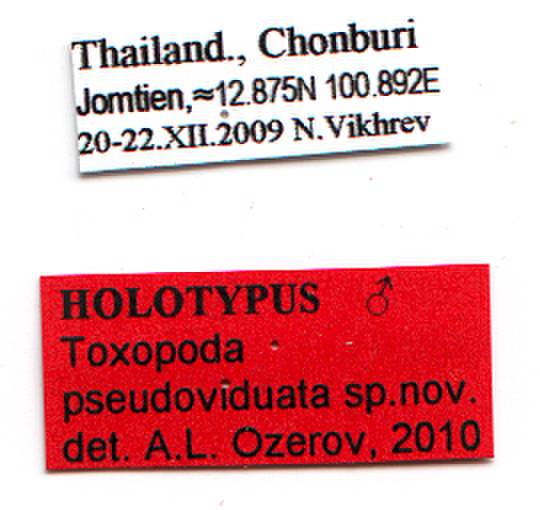 Thailand., Chonburi
Jomtien,≈12.875N 100.892E
20-22.XII.2009 N.Vikhrev
HOLOTYPUS ♂
Toxopoda
pseudoviduata sp.nov.
det. A.L. Ozerov, 2010